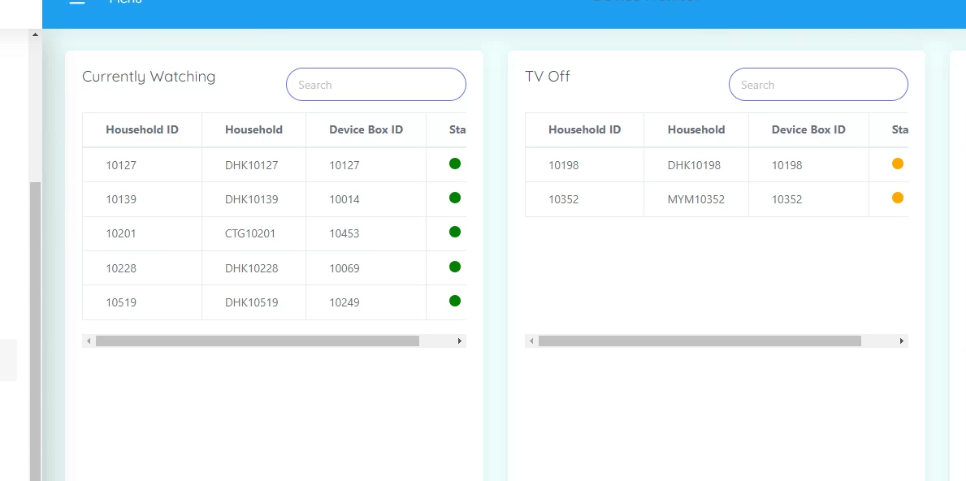 Menu
Currently Watching
Search
Household ID Household Device Box ID Sta
10127 DHK10127 10127
10139 DHK10139 10014
10201 CTG10201 10453
10228 DHK10228 10069
10519 DHK10519 10249
TV Off
Search
Household ID Household Device Box ID Sta
10198 DHK10198 10198
10352 MYM10352 10352